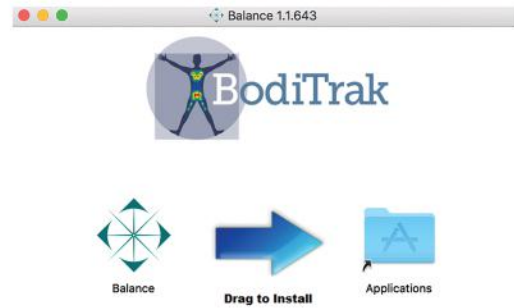 Balance 1.1.643
BodiTrak
Balance
Drag to Install
Applications